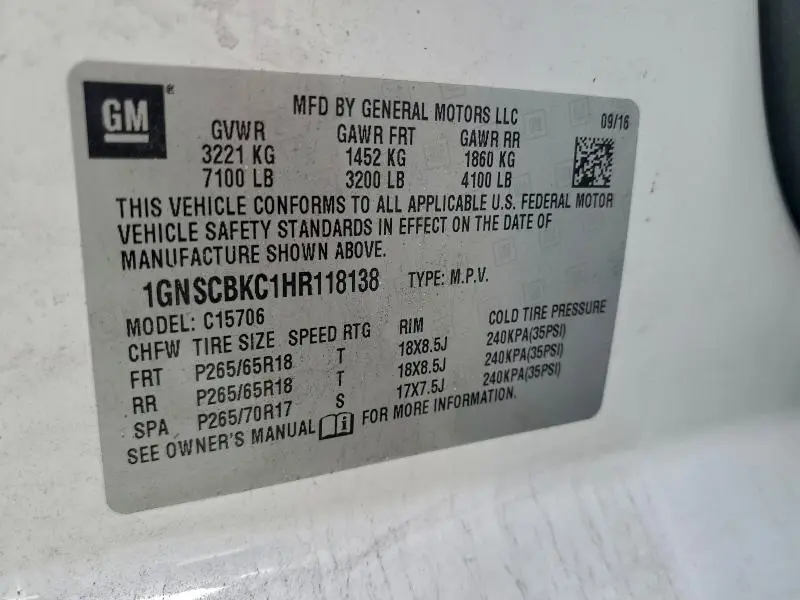 GM®
MFD BY GENERAL MOTORS LLC
09/16
GVWR GAWR FRT GAWR RR
3221 KG 1452 KG 1860 KG
7100 LB 3200 LB 4100 LB
THIS VEHICLE CONFORMS TO ALL APPLICABLE U.S. FEDERAL MOTOR
VEHICLE SAFETY STANDARDS IN EFFECT ON THE DATE OF
MANUFACTURE SHOWN ABOVE.
1GNSCBKC1HR118138 TYPE: M.P.V.
MODEL: C15706
CHFW TIRE SIZE SPEED RTG RIM COLD TIRE PRESSURE
FRT P265/65R18 T 18X8.5J 240KPA(35PSI)
RR P265/65R18 T 18X8.5J 240KPA(35PSI)
SPA P265/70R17 S 17X7.5J 240KPA(35PSI)
SEE OWNER'S MANUAL FOR MORE INFORMATION.